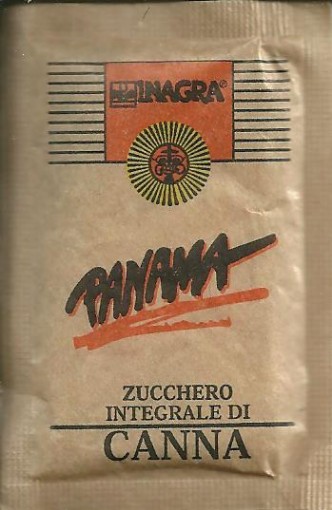 INAGRA®
PANAMA
ZUCCHERO
INTEGRALE DI
CANNA